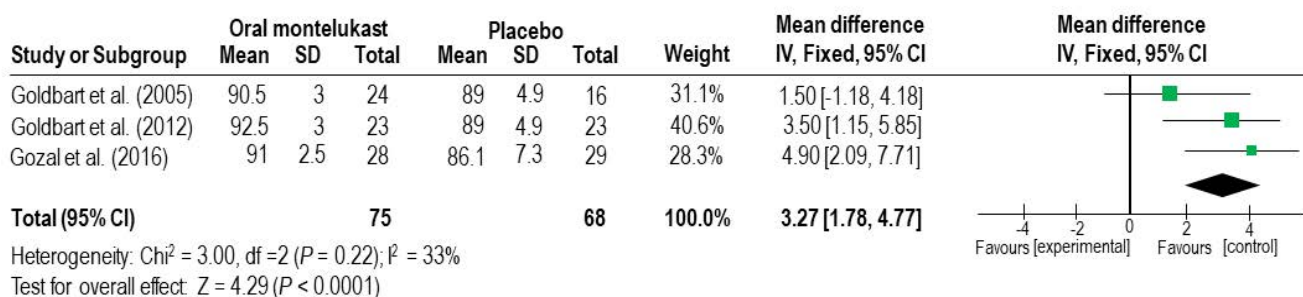 Oral montelukast Placebo Mean difference Mean difference
Study or Subgroup Mean SD Total Mean SD Total Weight IV, Fixed, 95% CI IV, Fixed, 95% CI
Goldbart et al. (2005) 90.5 3 24 89 4.9 16 31.1% 1.50 [-1.18, 4.18]
Goldbart et al. (2012) 92.5 3 23 89 4.9 23 40.6% 3.50 [1.15, 5.85]
Gozal et al. (2016) 91 2.5 28 86.1 7.3 29 28.3% 4.90 [2.09, 7.71]
Total (95% CI) 75 68 100.0% 3.27 [1.78, 4.77]
-4 -2 0 2 4
Heterogeneity: Chi² = 3.00, df =2 (P = 0.22); I² = 33%
Favours [experimental] Favours [control]
Test for overall effect: Z = 4.29 (P < 0.0001)